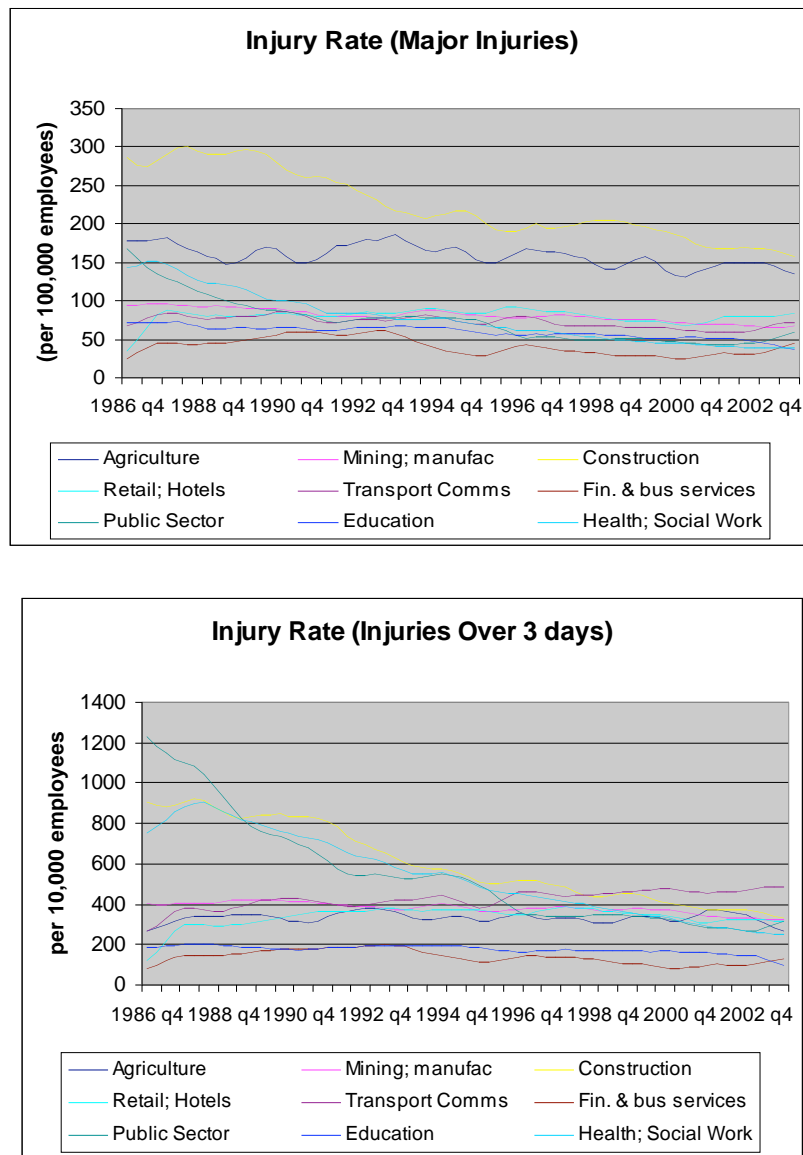 Injury Rate (Major Injuries)
(per 100,000 employees)
350
300
250
200
150
100
50
0
1986 q4 1988 q4 1990 q4 1992 q4 1994 q4 1996 q4 1998 q4 2000 q4 2002 q4
Agriculture Mining; manufac Construction
Retail; Hotels Transport Comms Fin. & bus services
Public Sector Education Health; Social Work
Injury Rate (Injuries Over 3 days)
per 10,000 employees
1400
1200
1000
800
600
400
200
0
1986 q4 1988 q4 1990 q4 1992 q4 1994 q4 1996 q4 1998 q4 2000 q4 2002 q4
Agriculture Mining; manufac Construction
Retail; Hotels Transport Comms Fin. & bus services
Public Sector Education Health; Social Work